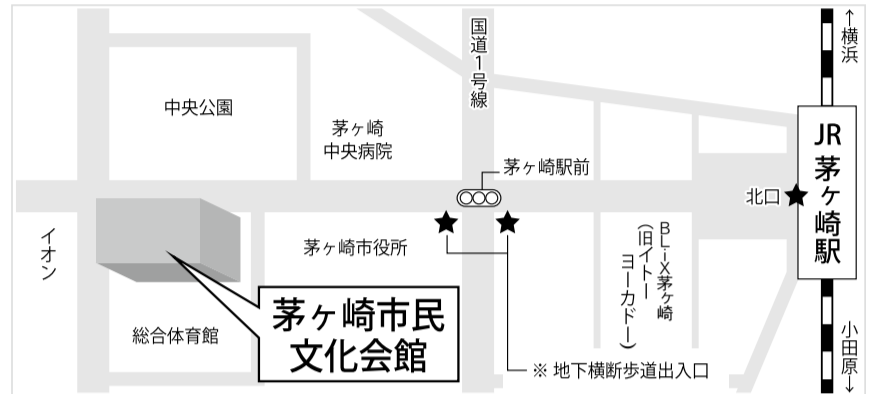 ↑横浜
国道1号線
中央公園
茅ヶ崎
中央病院
茅ヶ崎駅前
JR茅ヶ崎駅
北口★
イオン
茅ヶ崎市役所
★ ★
BLiX茅ヶ崎
(旧イトー
ヨーカドー)
茅ヶ崎市民
文化会館
総合体育館
※ 地下横断歩道出入口
小田原↓